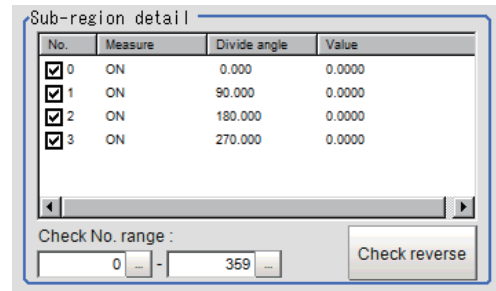 Sub-region detail
No. Measure Divide angle Value
0 ON 0.000 0.0000
1 ON 90.000 0.0000
2 ON 180.000 0.0000
3 ON 270.000 0.0000
Check No. range :
0 ... - 359 ... Check reverse